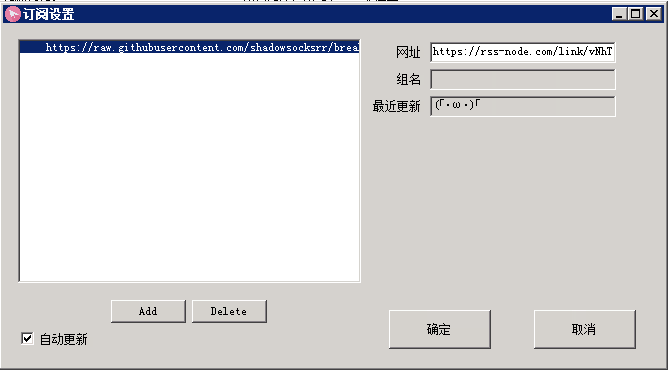 订阅设置
https://raw.githubusercontent.com/shadowsocksrr/brea
网址
https://rss-node.com/link/vNhT
组名
最近更新
(「・ω・)「
Add
Delete
自动更新
确定
取消